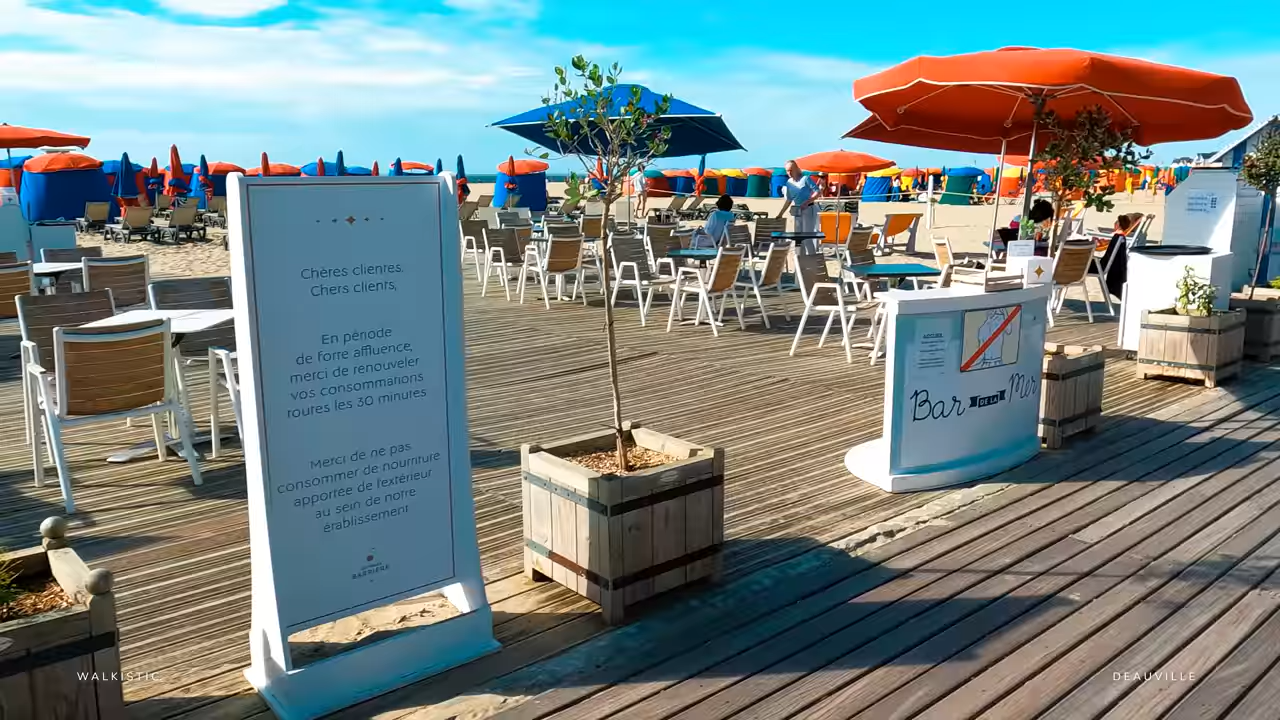 Chères clientes,
Chers clients,
En période
de forte affluence,
merci de renouveler
vos consommations
toutes les 30 minutes
Merci de ne pas
consommer de nourriture
apportée de l'extérieur
au sein de notre
établissement
BARRIÈRE
Bar DE LA Mer
WALKISTIC
DEAUVILLE